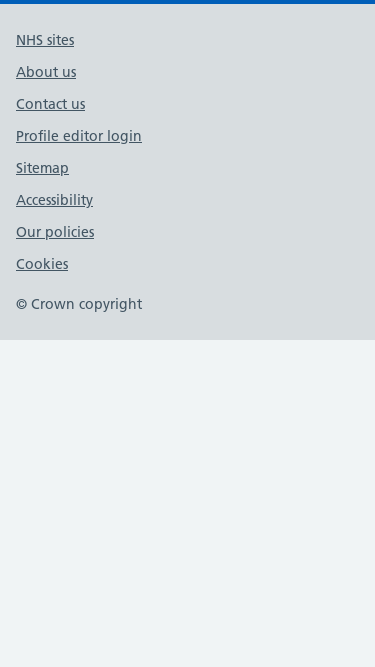 NHS sites
About us
Contact us
Profile editor login
Sitemap
Accessibility
Our policies
Cookies
© Crown copyright